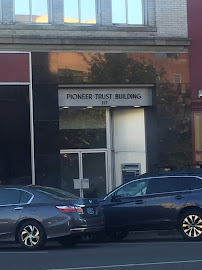 PIONEER TRUST BUILDING
117